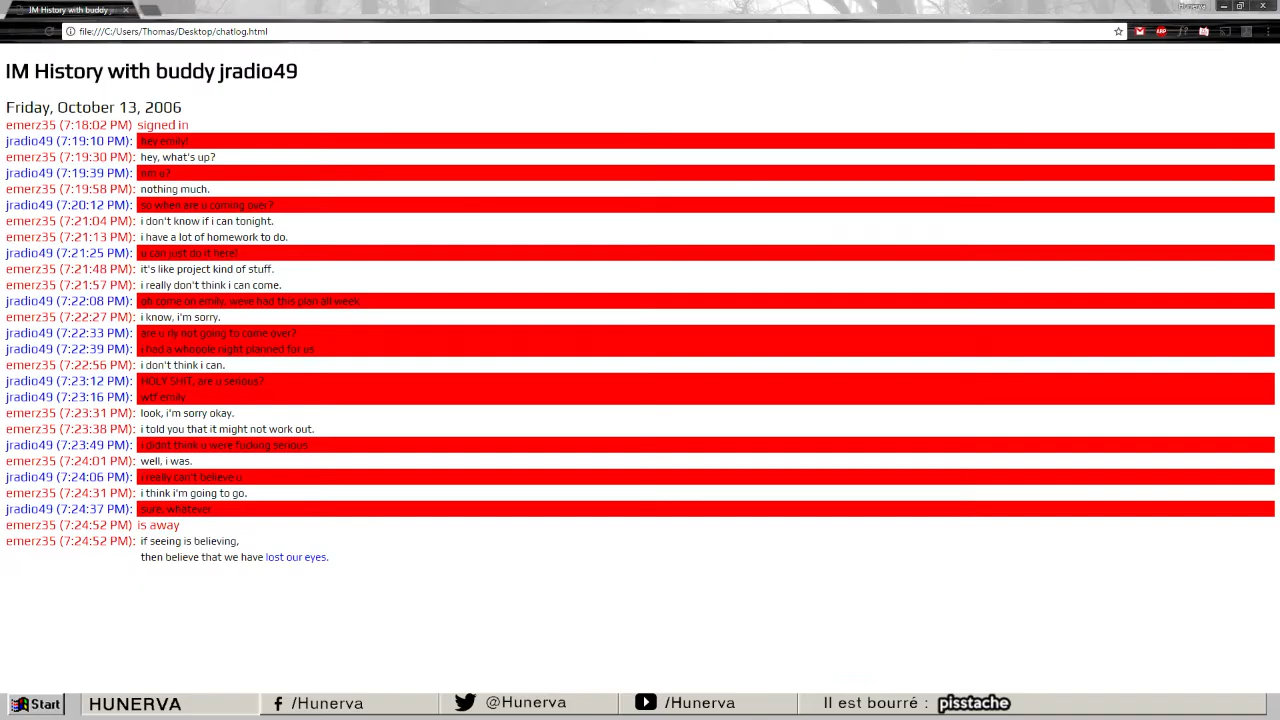 IM History with buddy j
Hunerva
file:///C:/Users/Thomas/Desktop/chatlog.html
IM History with buddy jradio49
Friday, October 13, 2006
emerz35 (7:18:02 PM) signed in
jradio49 (7:19:10 PM): hey emily!
emerz35 (7:19:30 PM): hey, what's up?
jradio49 (7:19:39 PM): nm u?
emerz35 (7:19:58 PM): nothing much.
jradio49 (7:20:12 PM): so when are u coming over?
emerz35 (7:21:04 PM): i don't know if i can tonight.
emerz35 (7:21:13 PM): i have a lot of homework to do.
jradio49 (7:21:25 PM): u can just do it here!
emerz35 (7:21:48 PM): it's like project kind of stuff.
emerz35 (7:21:57 PM): i really don't think i can come.
jradio49 (7:22:08 PM): oh come on emily, weve had this plan all week
emerz35 (7:22:27 PM): i know, i'm sorry.
jradio49 (7:22:33 PM): are u rly not going to come over?
jradio49 (7:22:39 PM): i had a whooole night planned for us
emerz35 (7:22:56 PM): i don't think i can.
jradio49 (7:23:12 PM): HOLY SHIT, are u serious?
jradio49 (7:23:16 PM): wtf emily
emerz35 (7:23:31 PM): look, i'm sorry okay.
emerz35 (7:23:38 PM): i told you that it might not work out.
jradio49 (7:23:49 PM): i didnt think u were fucking serious
emerz35 (7:24:01 PM): well, i was.
jradio49 (7:24:06 PM): i really can't believe u
emerz35 (7:24:31 PM): i think i'm going to go.
jradio49 (7:24:37 PM): sure, whatever
emerz35 (7:24:52 PM) is away
emerz35 (7:24:52 PM): if seeing is believing,
then believe that we have lost our eyes.
Start HUNERVA /Hunerva @Hunerva /Hunerva Il est bourré : pisstache